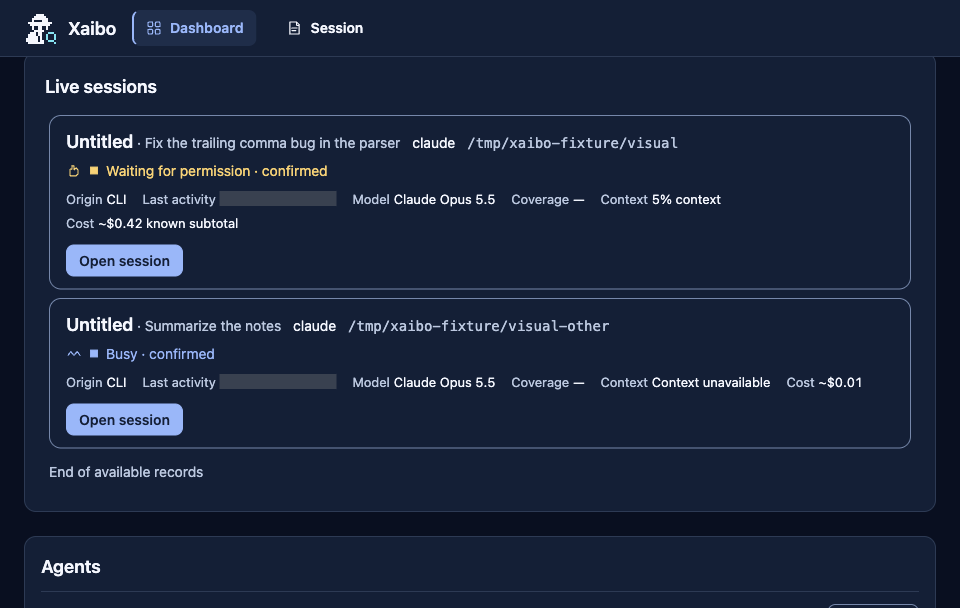 Xaibo Dashboard Session
Live sessions
Untitled · Fix the trailing comma bug in the parser claude /tmp/xaibo-fixture/visual
Waiting for permission · confirmed
Origin CLI Last activity Model Claude Opus 5.5 Coverage — Context 5% context
Cost ~$0.42 known subtotal
Open session
Untitled · Summarize the notes claude /tmp/xaibo-fixture/visual-other
Busy · confirmed
Origin CLI Last activity Model Claude Opus 5.5 Coverage — Context Context unavailable Cost ~$0.01
Open session
End of available records
Agents